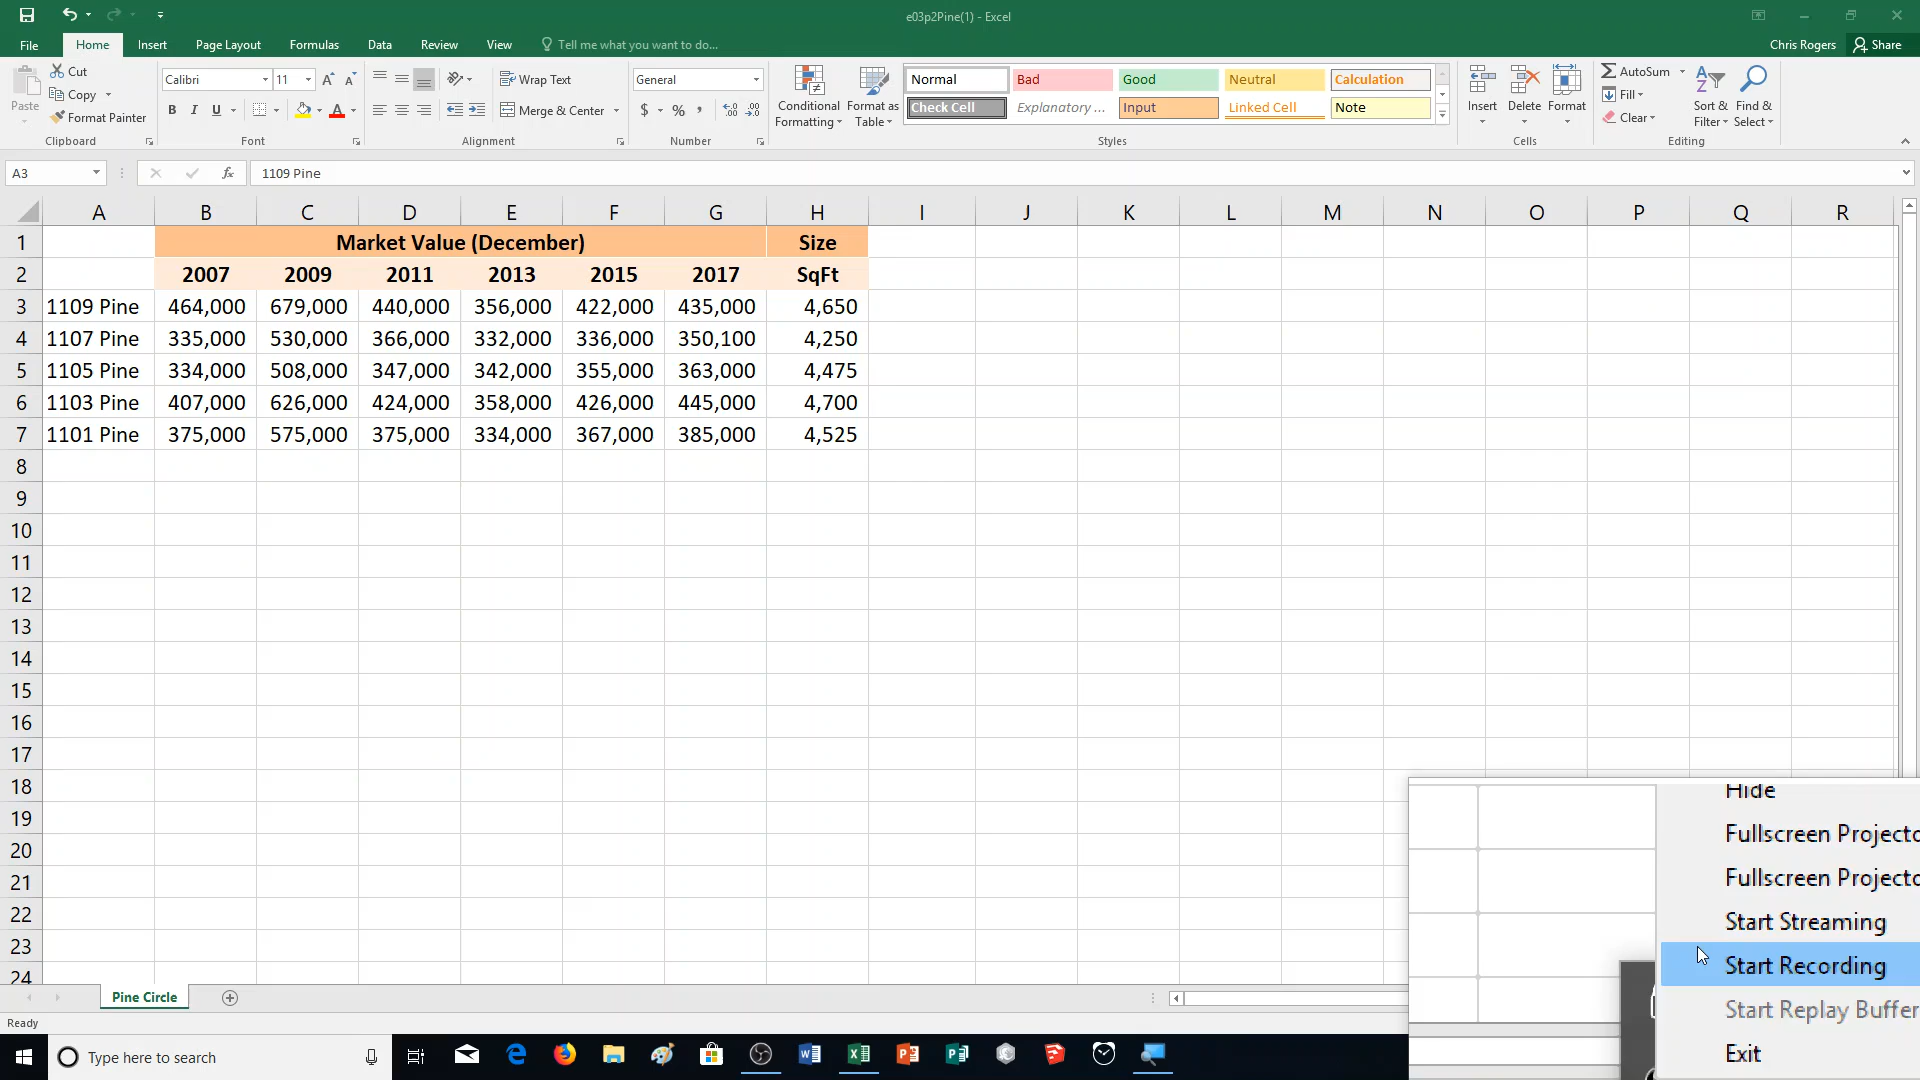 e03p2Pine(1) - Excel
File Home Insert Page Layout Formulas Data Review View Tell me what you want to do... Chris Rogers Share
Paste
Cut
Copy
Format Painter
Clipboard
Calibri 11
B I U
Font
Wrap Text
Merge & Center
Alignment
General
$ % ,
Number
Conditional Formatting
Format as Table
Normal Bad Good Neutral Calculation
Check Cell Explanatory ... Input Linked Cell Note
Styles
Insert Delete Format
Cells
AutoSum
Fill
Clear
Sort & Filter
Find & Select
Editing
A3 fx 1109 Pine
A B C D E F G H I J K L M N O P Q R
1 Market Value (December) Size
2 2007 2009 2011 2013 2015 2017 SqFt
3 1109 Pine 464,000 679,000 440,000 356,000 422,000 435,000 4,650
4 1107 Pine 335,000 530,000 366,000 332,000 336,000 350,100 4,250
5 1105 Pine 334,000 508,000 347,000 342,000 355,000 363,000 4,475
6 1103 Pine 407,000 626,000 424,000 358,000 426,000 445,000 4,700
7 1101 Pine 375,000 575,000 375,000 334,000 367,000 385,000 4,525
8
9
10
11
12
13
14
15
16
17
18
19
20
21
22
23
24
Hide
Fullscreen Projecto
Fullscreen Projecto
Start Streaming
Start Recording
Start Replay Buffer
Exit
Pine Circle
Ready
Type here to search